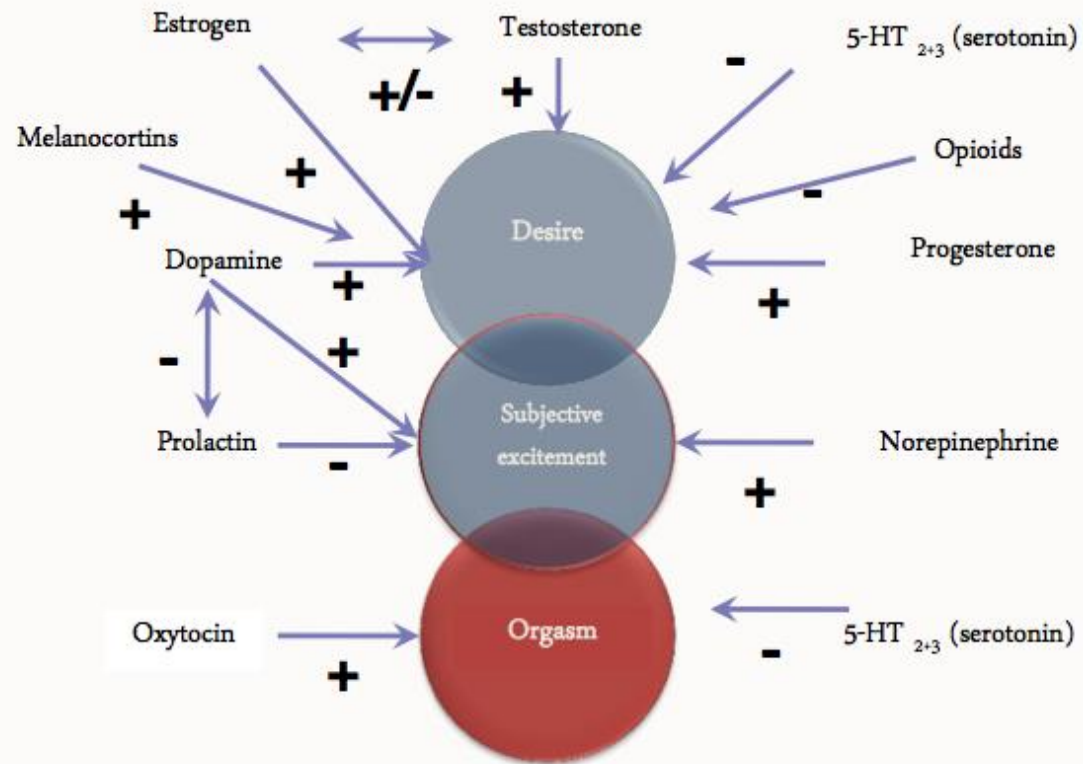 Estrogen
Testosterone
5-HT 2+3 (serotonin)
+/-
+
-
Melanocortins
+
+
Opioids
-
Desire
Dopamine
+
Progesterone
+
+
-
Subjective
excitement
Prolactin
-
Norepinephrine
+
Oxytocin
+
Orgasm
5-HT 2+3 (serotonin)
-